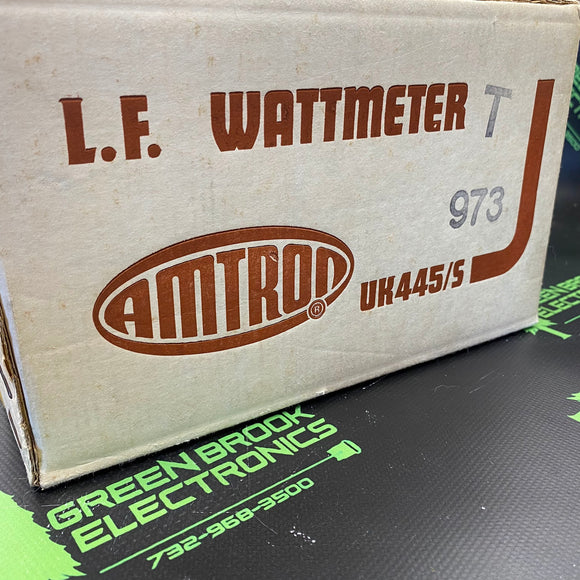 L.F. WATTMETER T
973
AMTRON ®
UK445/S
GREEN BROOK
ELECTRONICS
732-968-3500